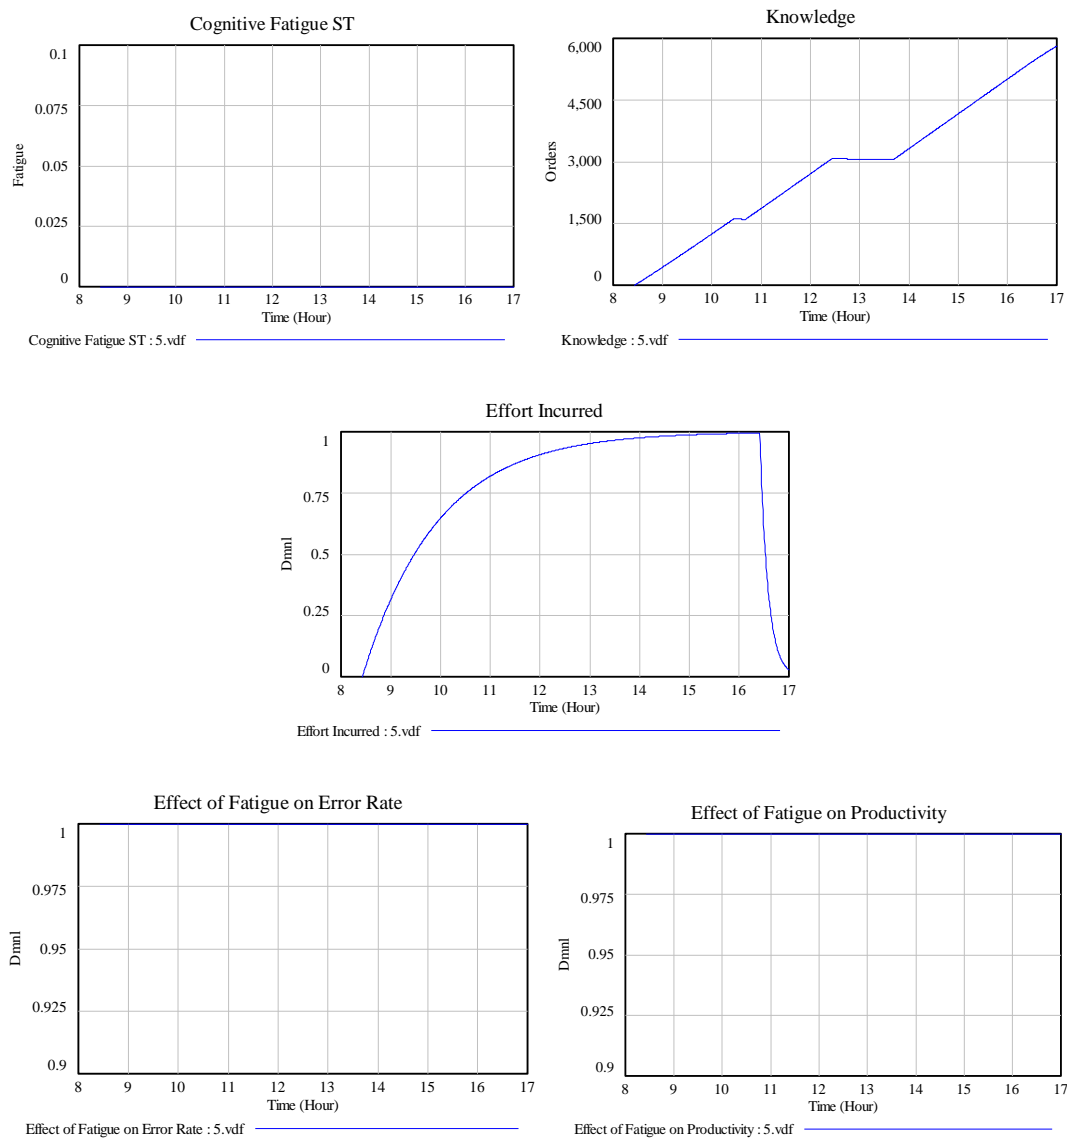 Cognitive Fatigue ST
0.1
0.075
0.05
0.025
0
Fatigue
8 9 10 11 12 13 14 15 16 17
Time (Hour)
Cognitive Fatigue ST : 5.vdf
Knowledge
6,000
4,500
3,000
1,500
0
Orders
8 9 10 11 12 13 14 15 16 17
Time (Hour)
Knowledge : 5.vdf
Effort Incurred
1
0.75
0.5
0.25
0
Dmnl
8 9 10 11 12 13 14 15 16 17
Time (Hour)
Effort Incurred : 5.vdf
Effect of Fatigue on Error Rate
1
0.975
0.95
0.925
0.9
Dmnl
8 9 10 11 12 13 14 15 16 17
Time (Hour)
Effect of Fatigue on Error Rate : 5.vdf
Effect of Fatigue on Productivity
1
0.975
0.95
0.925
0.9
Dmnl
8 9 10 11 12 13 14 15 16 17
Time (Hour)
Effect of Fatigue on Productivity : 5.vdf